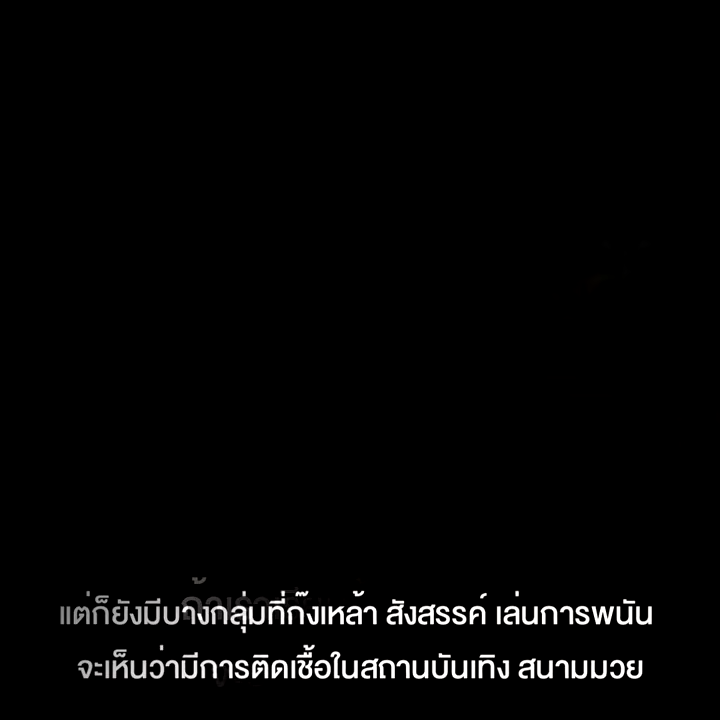 แต่ก็ยังมีบางกลุ่มที่ก๊งเหล้า สังสรรค์ เล่นการพนัน
จะเห็นว่ามีการติดเชื้อในสถานบันเทิง สนามมวย